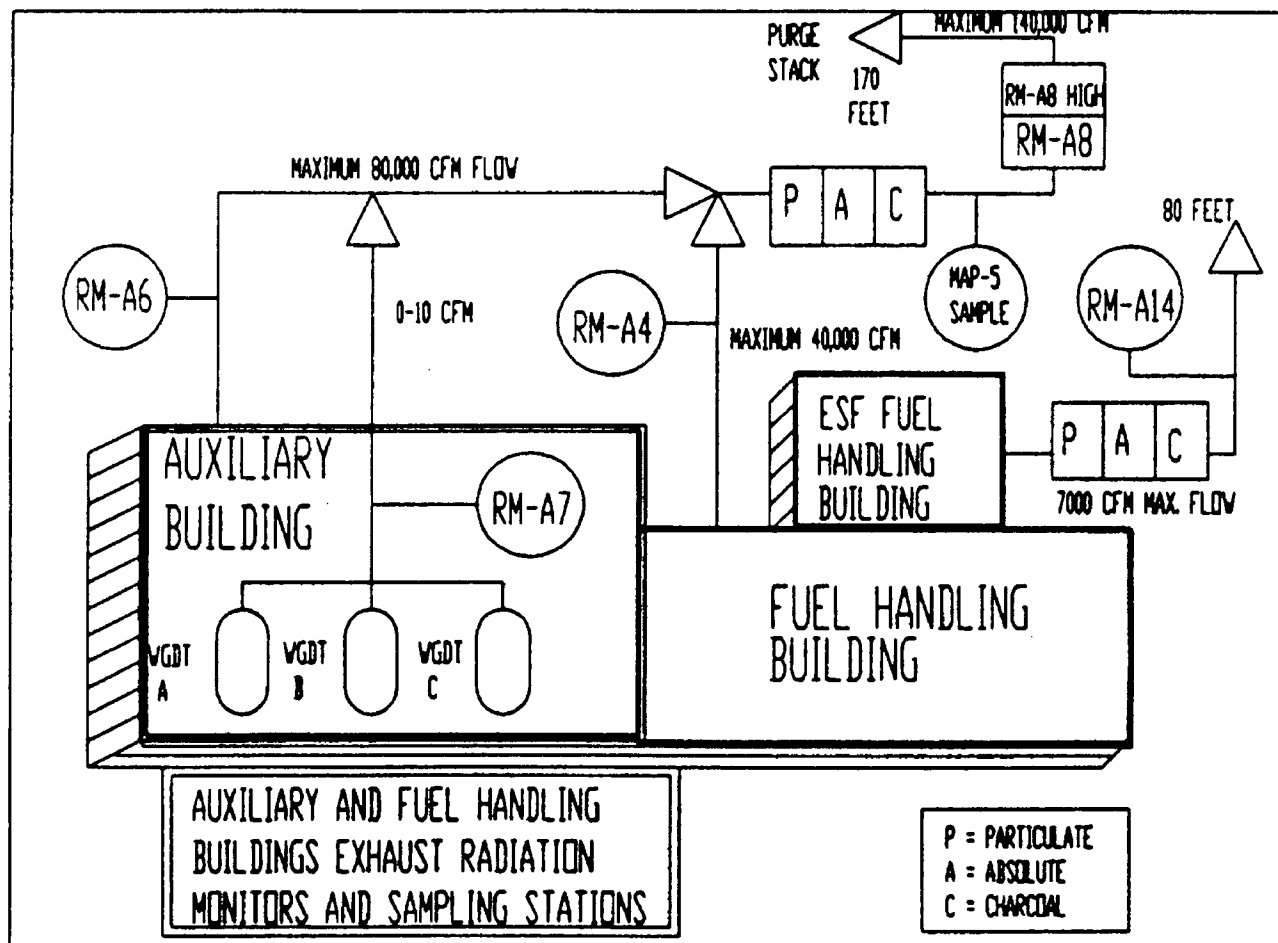 PURGE
STACK
170
FEET
MAXIMUM 140,000 CFM
RM-A8 HIGH
RM-A8
MAXIMUM 80,000 CFM FLOW
P A C
80 FEET
RM-A6
0-10 CFM
RM-A4
MAP-5
SAMPLE
RM-A14
MAXIMUM 40,000 CFM
AUXILIARY
BUILDING
RM-A7
ESF FUEL
HANDLING
BUILDING
P A C
7000 CFM MAX. FLOW
WGDT
A
WGDT
B
WGDT
C
FUEL HANDLING
BUILDING
AUXILIARY AND FUEL HANDLING
BUILDINGS EXHAUST RADIATION
MONITORS AND SAMPLING STATIONS
P = PARTICULATE
A = ABSOLUTE
C = CHARCOAL